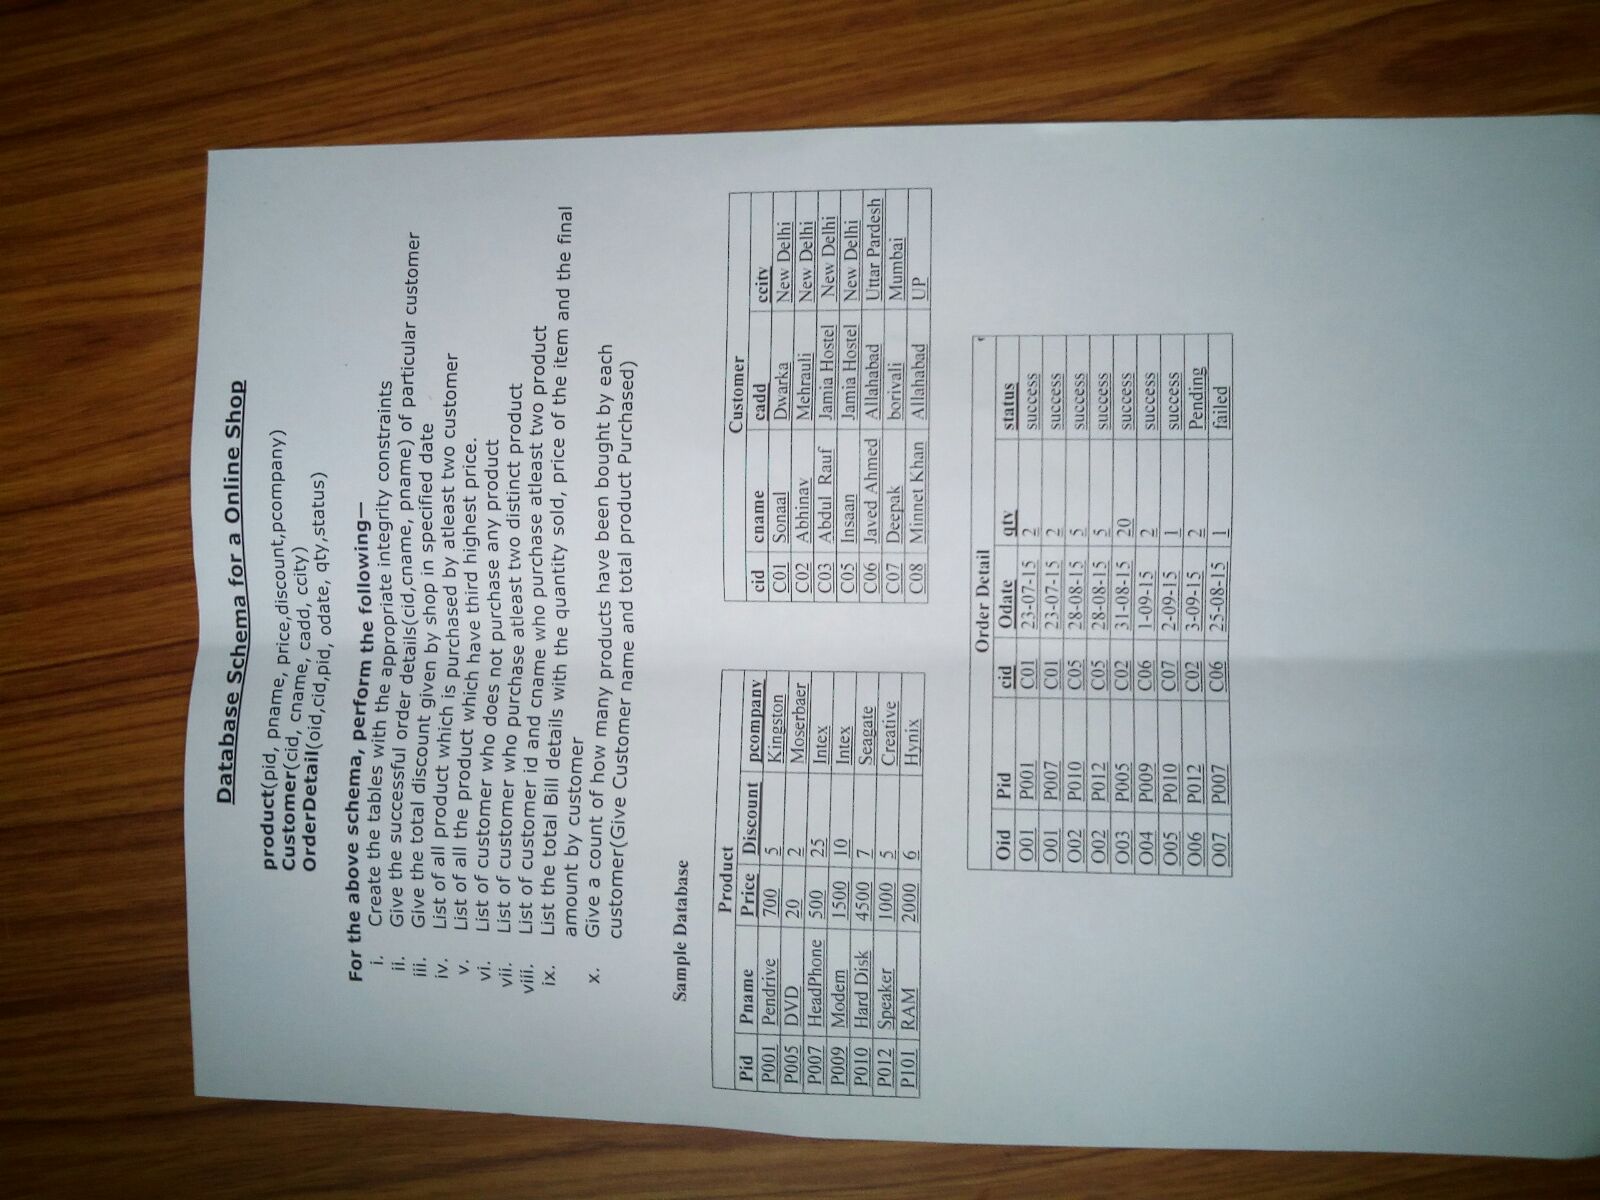 Database Schema for a Online Shop
product(pid, pname, price,discount,pcompany)
Customer(cid, cname, cadd, ccity)
OrderDetail(oid,cid,pid, odate, qty,status)
For the above schema, perform the following—
i. Create the tables with the appropriate integrity constraints
ii. Give the successful order details(cid,cname, pname) of particular customer
iii. Give the total discount given by shop in specified date
iv. List of all product which is purchased by atleast two customer
v. List of all the product which have third highest price.
vi. List of customer who does not purchase any product
vii. List of customer who purchase atleast two distinct product
viii. List of customer id and cname who purchase atleast two product
ix. List the total Bill details with the quantity sold, price of the item and the final
amount by customer
x. Give a count of how many products have been bought by each
customer(Give Customer name and total product Purchased)
Sample Database
Product
Pid Pname Price Discount pcompany
P001 Pendrive 700 5 Kingston
P005 DVD 20 2 Moserbaer
P007 HeadPhone 500 25 Intex
P009 Modem 1500 10 Intex
P010 Hard Disk 4500 7 Seagate
P012 Speaker 1000 5 Creative
P101 RAM 2000 6 Hynix
Customer
cid cname cadd ccity
C01 Sonaal Dwarka New Delhi
C02 Abhinav Mehrauli New Delhi
C03 Abdul Rauf Jamia Hostel New Delhi
C05 Insaan Jamia Hostel New Delhi
C06 Javed Ahmed Allahabad Uttar Pardesh
C07 Deepak borivali Mumbai
C08 Minnet Khan Allahabad UP
Order Detail
Oid Pid cid Odate qty status
O01 P001 C01 23-07-15 2 success
O01 P007 C01 23-07-15 2 success
O02 P010 C05 28-08-15 5 success
O02 P012 C05 28-08-15 5 success
O03 P005 C02 31-08-15 20 success
O04 P009 C06 1-09-15 2 success
O05 P010 C07 2-09-15 1 success
O06 P012 C02 3-09-15 2 Pending
O07 P007 C06 25-08-15 1 failed